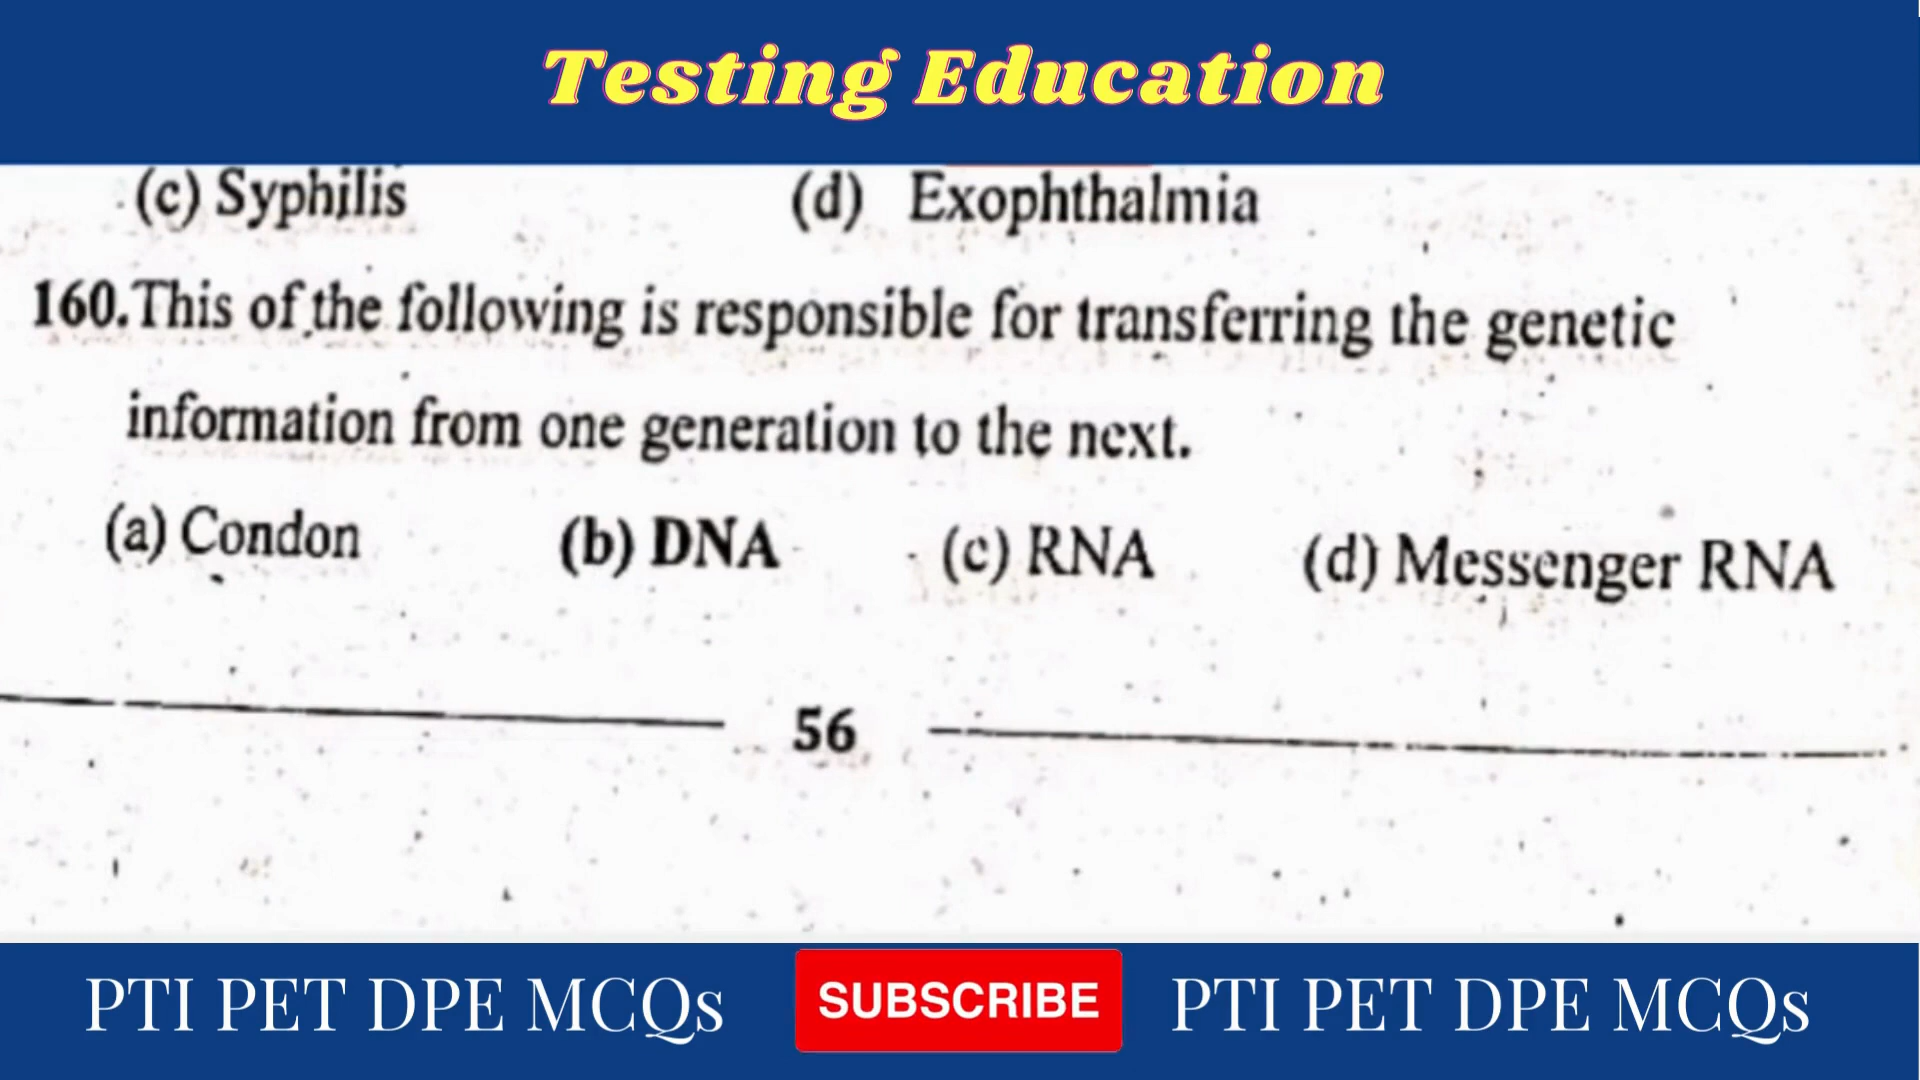 Testing Education
(c) Syphilis (d) Exophthalmia
160.This of the following is responsible for transferring the genetic
information from one generation to the next.
(a) Condon (b) DNA (c) RNA (d) Messenger RNA
56
PTI PET DPE MCQs SUBSCRIBE PTI PET DPE MCQs